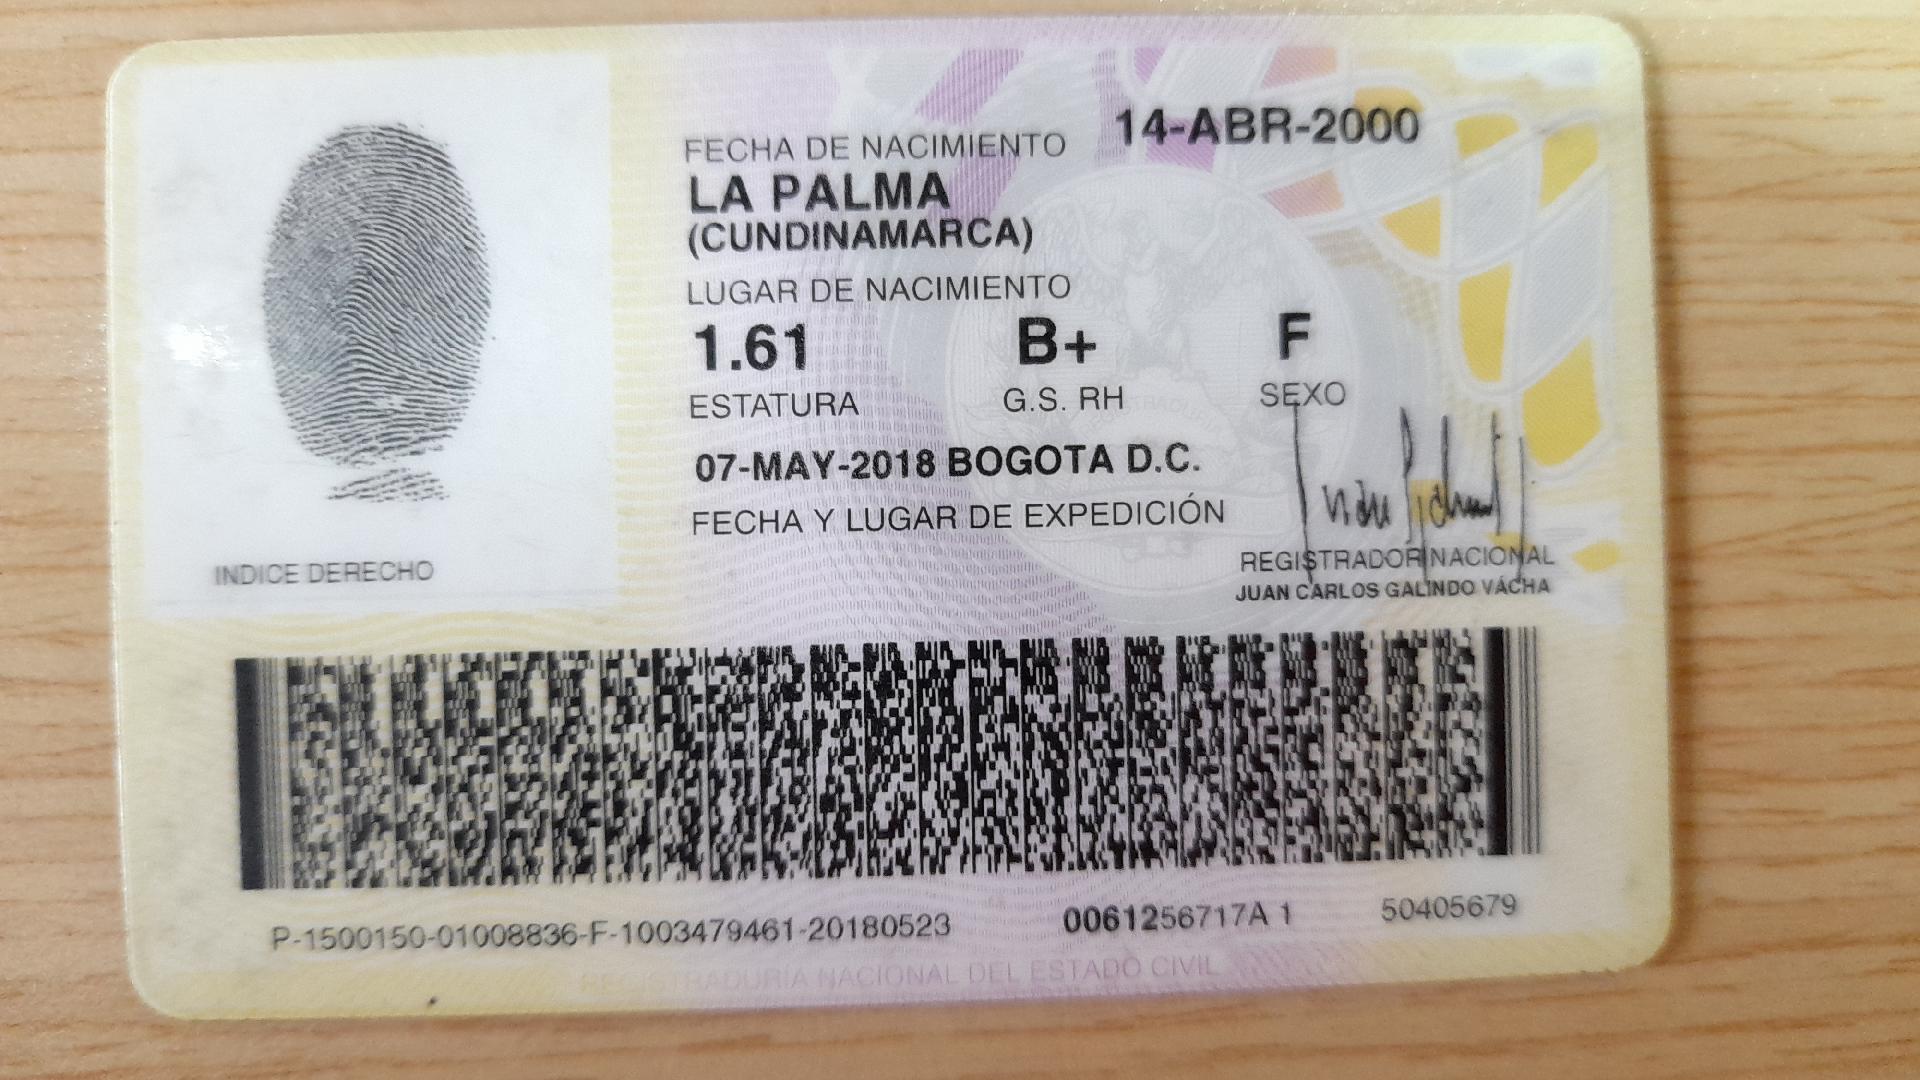 FECHA DE NACIMIENTO 14-ABR-2000
LA PALMA
(CUNDINAMARCA)
LUGAR DE NACIMIENTO
1.61 B+ F
ESTATURA G.S. RH SEXO
07-MAY-2018 BOGOTA D.C.
FECHA Y LUGAR DE EXPEDICIÓN
REGISTRADOR NACIONAL
JUAN CARLOS GALINDO VÁCHA
INDICE DERECHO
P-1500150-01008836-F-1003479461-20180523 0061256717A 1 50405679
REGISTRADURÍA NACIONAL DEL ESTADO CIVIL